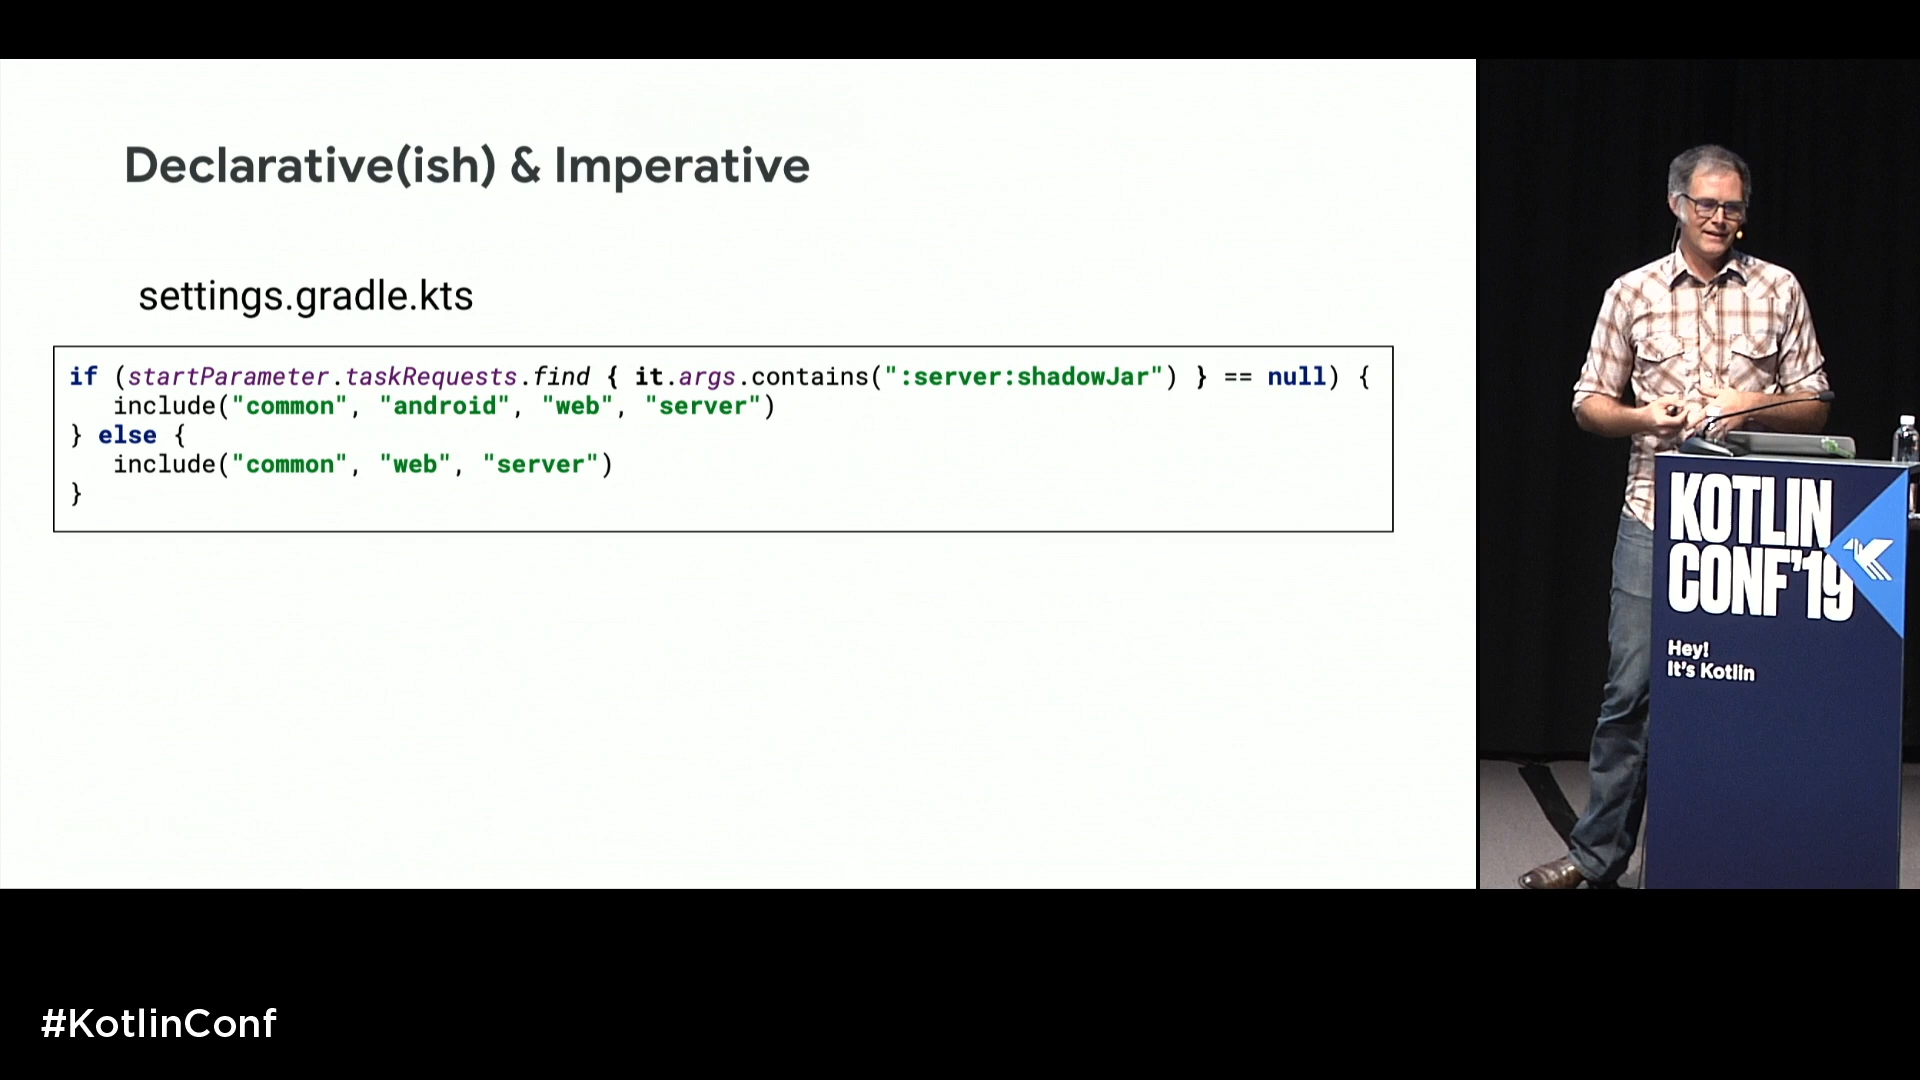 Declarative(ish) & Imperative
settings.gradle.kts
if (startParameter.taskRequests.find { it.args.contains(":server:shadowJar") } == null) {
   include("common", "android", "web", "server")
} else {
   include("common", "web", "server")
}
KOTLIN
CONF'19
Hey!
It's Kotlin
#KotlinConf